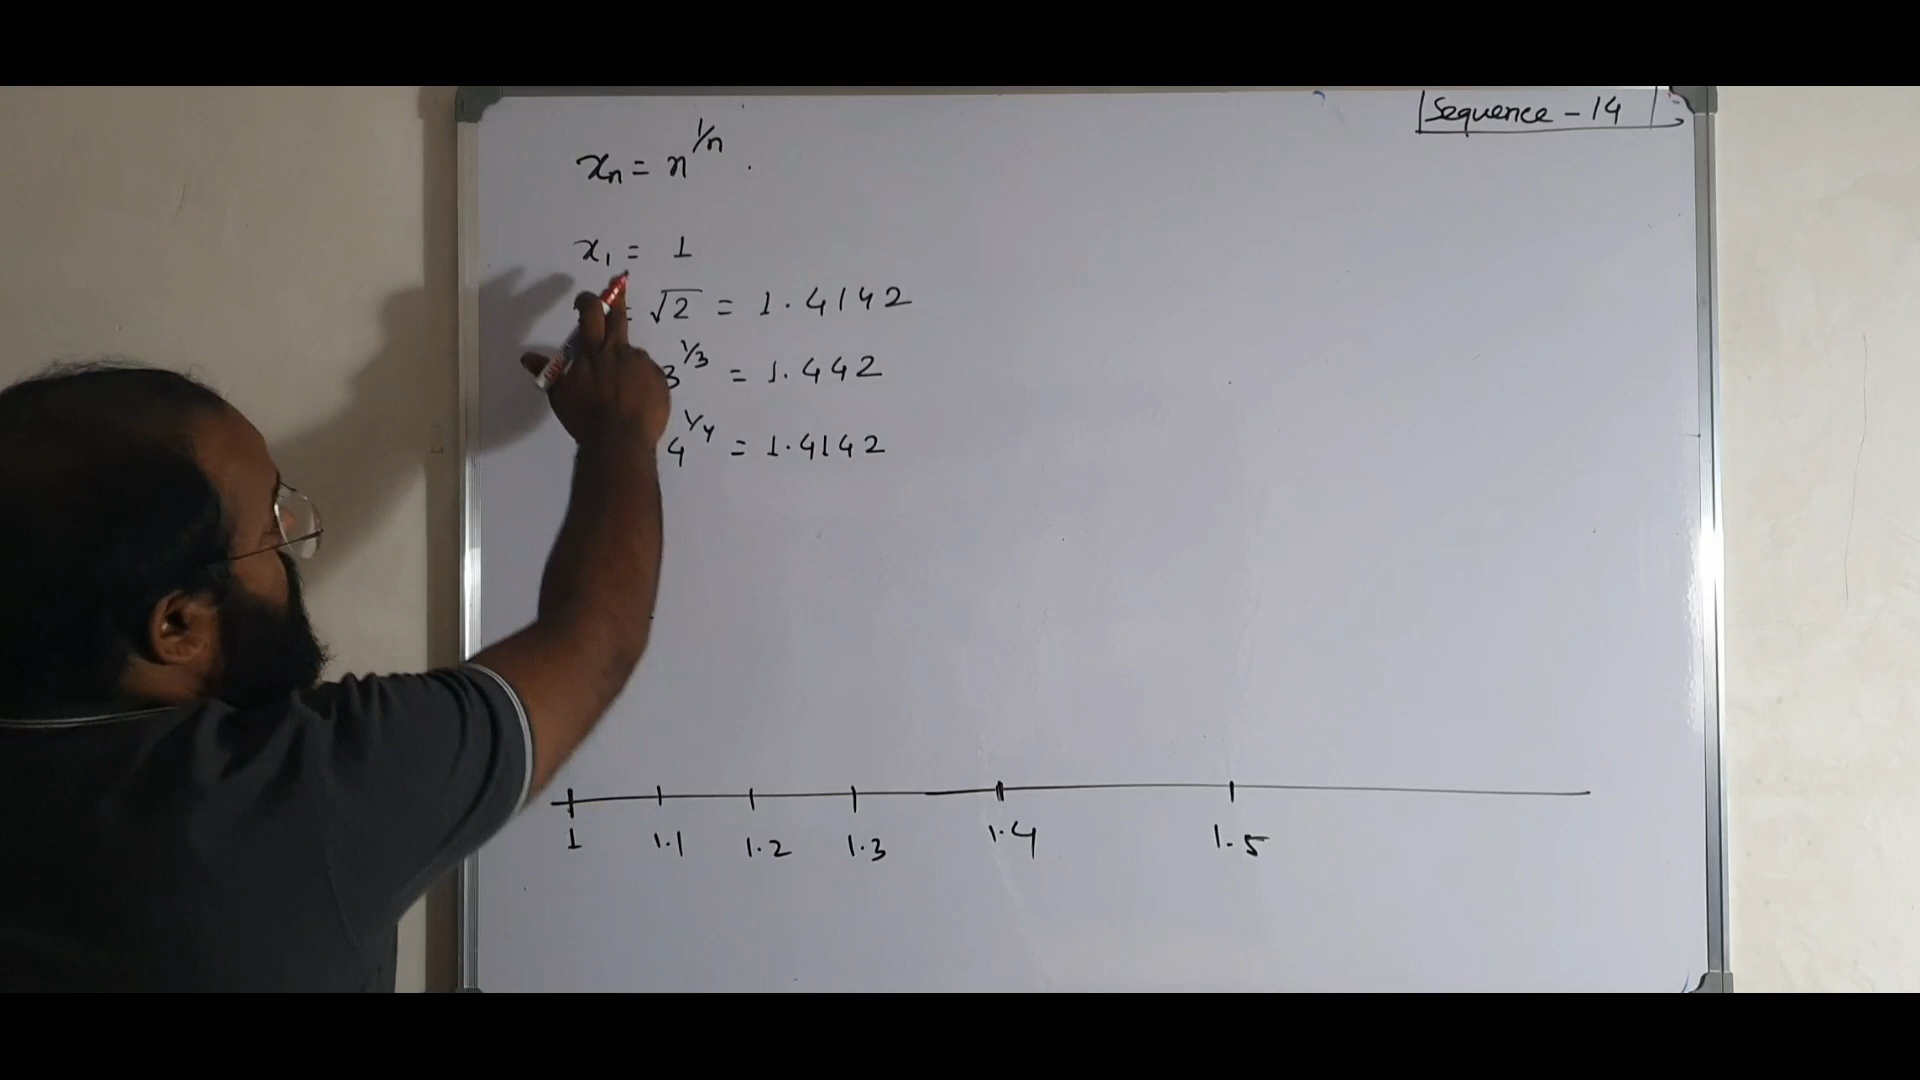 Sequence - 14
xₙ = n^1/n .
x₁ = 1
= √2 = 1.4142
3^1/3 = 1.442
4^1/4 = 1.4142
1 1.1 1.2 1.3 1.4 1.5